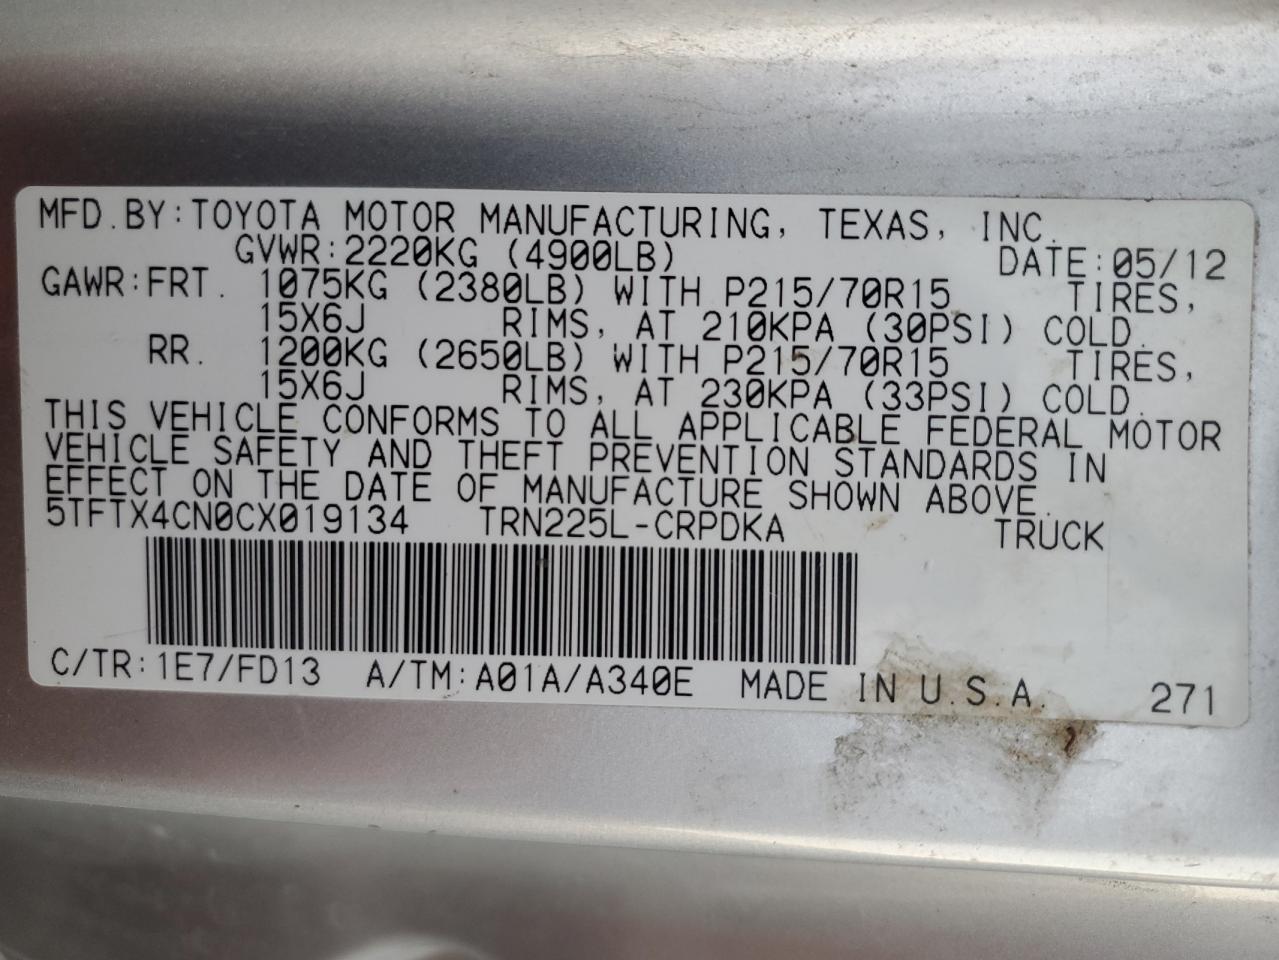 MFD.BY:TOYOTA MOTOR MANUFACTURING, TEXAS, INC.
GVWR:2220KG (4900LB) DATE:05/12
GAWR:FRT. 1075KG (2380LB) WITH P215/70R15 TIRES,
15X6J RIMS, AT 210KPA (30PSI) COLD.
RR. 1200KG (2650LB) WITH P215/70R15 TIRES,
15X6J RIMS, AT 230KPA (33PSI) COLD.
THIS VEHICLE CONFORMS TO ALL APPLICABLE FEDERAL MOTOR
VEHICLE SAFETY AND THEFT PREVENTION STANDARDS IN
EFFECT ON THE DATE OF MANUFACTURE SHOWN ABOVE.
5TFTX4CN0CX019134 TRN225L-CRPDKA TRUCK
C/TR:1E7/FD13 A/TM:A01A/A340E MADE IN U.S.A. 271